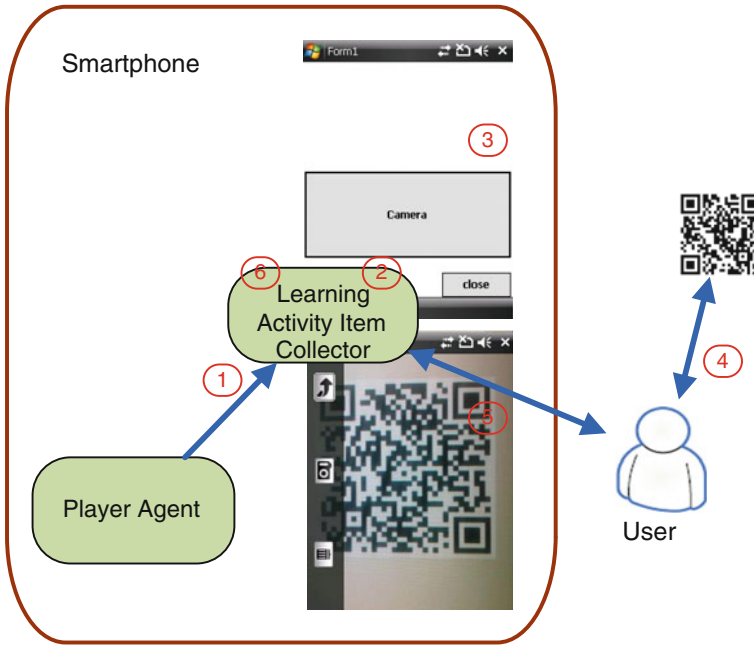 Form1
Smartphone
3
Camera
6
2
close
Learning
Activity Item
Collector
1
4
5
Player Agent
User